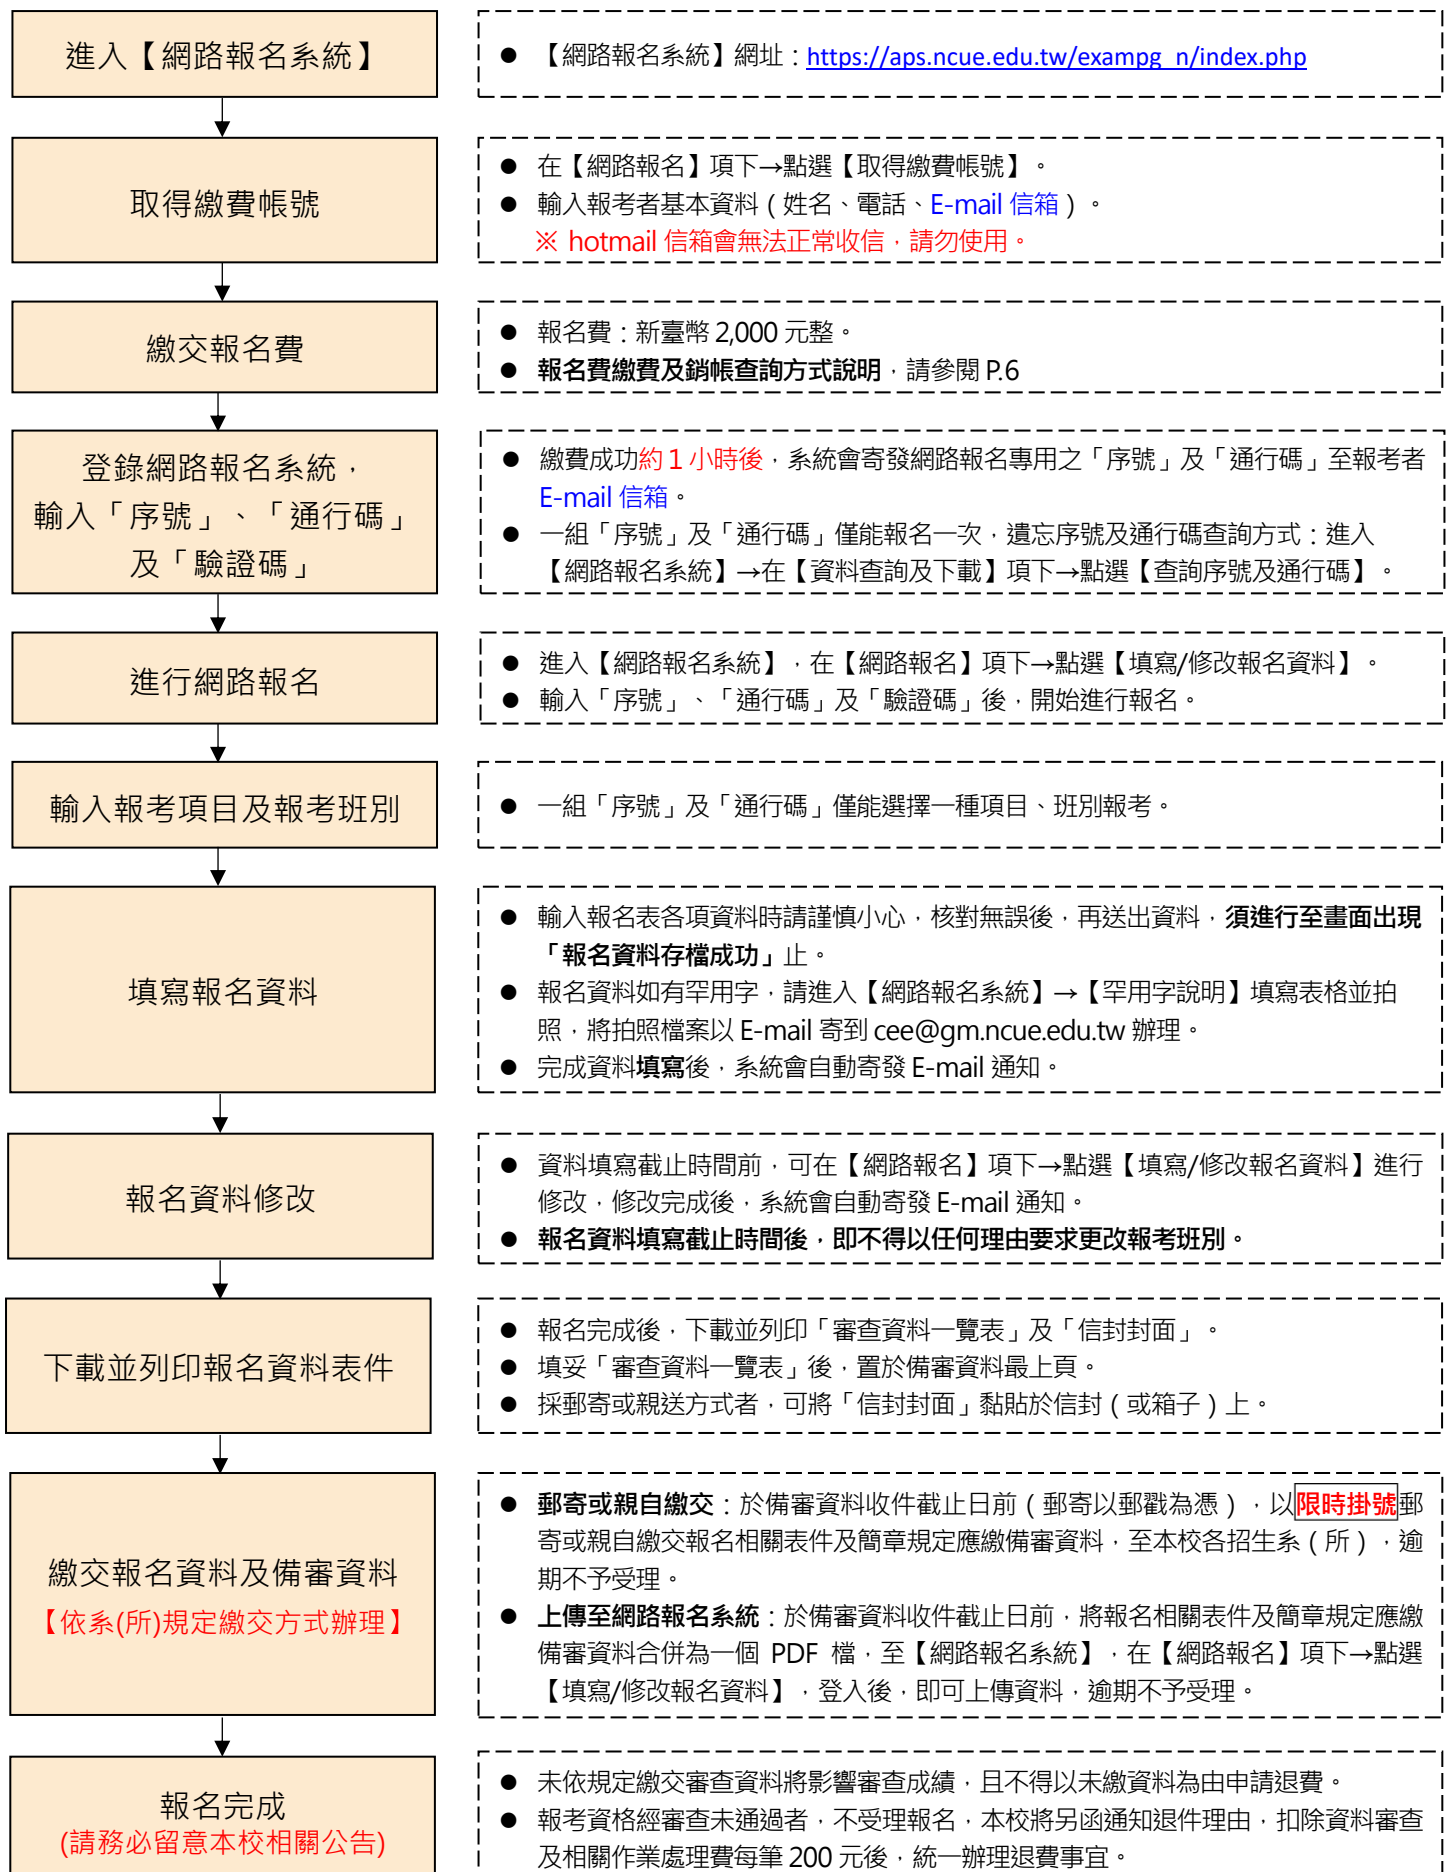 進入【網路報名系統】
● 【網路報名系統】網址：https://aps.ncue.edu.tw/exampg_n/index.php
取得繳費帳號
● 在【網路報名】項下→點選【取得繳費帳號】。
● 輸入報考者基本資料（姓名、電話、E-mail 信箱）。
※ hotmail 信箱會無法正常收信，請勿使用。
繳交報名費
● 報名費：新臺幣 2,000 元整。
● 報名費繳費及銷帳查詢方式說明，請參閱 P.6
登錄網路報名系統，
輸入「序號」、「通行碼」
及「驗證碼」
● 繳費成功約 1 小時後，系統會寄發網路報名專用之「序號」及「通行碼」至報考者
E-mail 信箱。
● 一組「序號」及「通行碼」僅能報名一次，遺忘序號及通行碼查詢方式：進入
【網路報名系統】→在【資料查詢及下載】項下→點選【查詢序號及通行碼】。
進行網路報名
● 進入【網路報名系統】，在【網路報名】項下→點選【填寫/修改報名資料】。
● 輸入「序號」、「通行碼」及「驗證碼」後，開始進行報名。
輸入報考項目及報考班別
● 一組「序號」及「通行碼」僅能選擇一種項目、班別報考。
填寫報名資料
● 輸入報名表各項資料時請謹慎小心，核對無誤後，再送出資料，須進行至畫面出現
「報名資料存檔成功」止。
● 報名資料如有罕用字，請進入【網路報名系統】→【罕用字說明】填寫表格並拍
照，將拍照檔案以 E-mail 寄到 cee@gm.ncue.edu.tw 辦理。
● 完成資料填寫後，系統會自動寄發 E-mail 通知。
報名資料修改
● 資料填寫截止時間前，可在【網路報名】項下→點選【填寫/修改報名資料】進行
修改，修改完成後，系統會自動寄發 E-mail 通知。
● 報名資料填寫截止時間後，即不得以任何理由要求更改報考班別。
下載並列印報名資料表件
● 報名完成後，下載並列印「審查資料一覽表」及「信封封面」。
● 填妥「審查資料一覽表」後，置於備審資料最上頁。
● 採郵寄或親送方式者，可將「信封封面」黏貼於信封（或箱子）上。
繳交報名資料及備審資料
【依系(所)規定繳交方式辦理】
● 郵寄或親自繳交：於備審資料收件截止日前（郵寄以郵戳為憑），以限時掛號郵
寄或親自繳交報名相關表件及簡章規定應繳備審資料，至本校各招生系（所），逾
期不予受理。
● 上傳至網路報名系統：於備審資料收件截止日前，將報名相關表件及簡章規定應繳
備審資料合併為一個 PDF 檔，至【網路報名系統】，在【網路報名】項下→點選
【填寫/修改報名資料】，登入後，即可上傳資料，逾期不予受理。
報名完成
(請務必留意本校相關公告)
● 未依規定繳交審查資料將影響審查成績，且不得以未繳資料為由申請退費。
● 報考資格經審查未通過者，不受理報名，本校將另函通知退件理由，扣除資料審查
及相關作業處理費每筆 200 元後，統一辦理退費事宜。